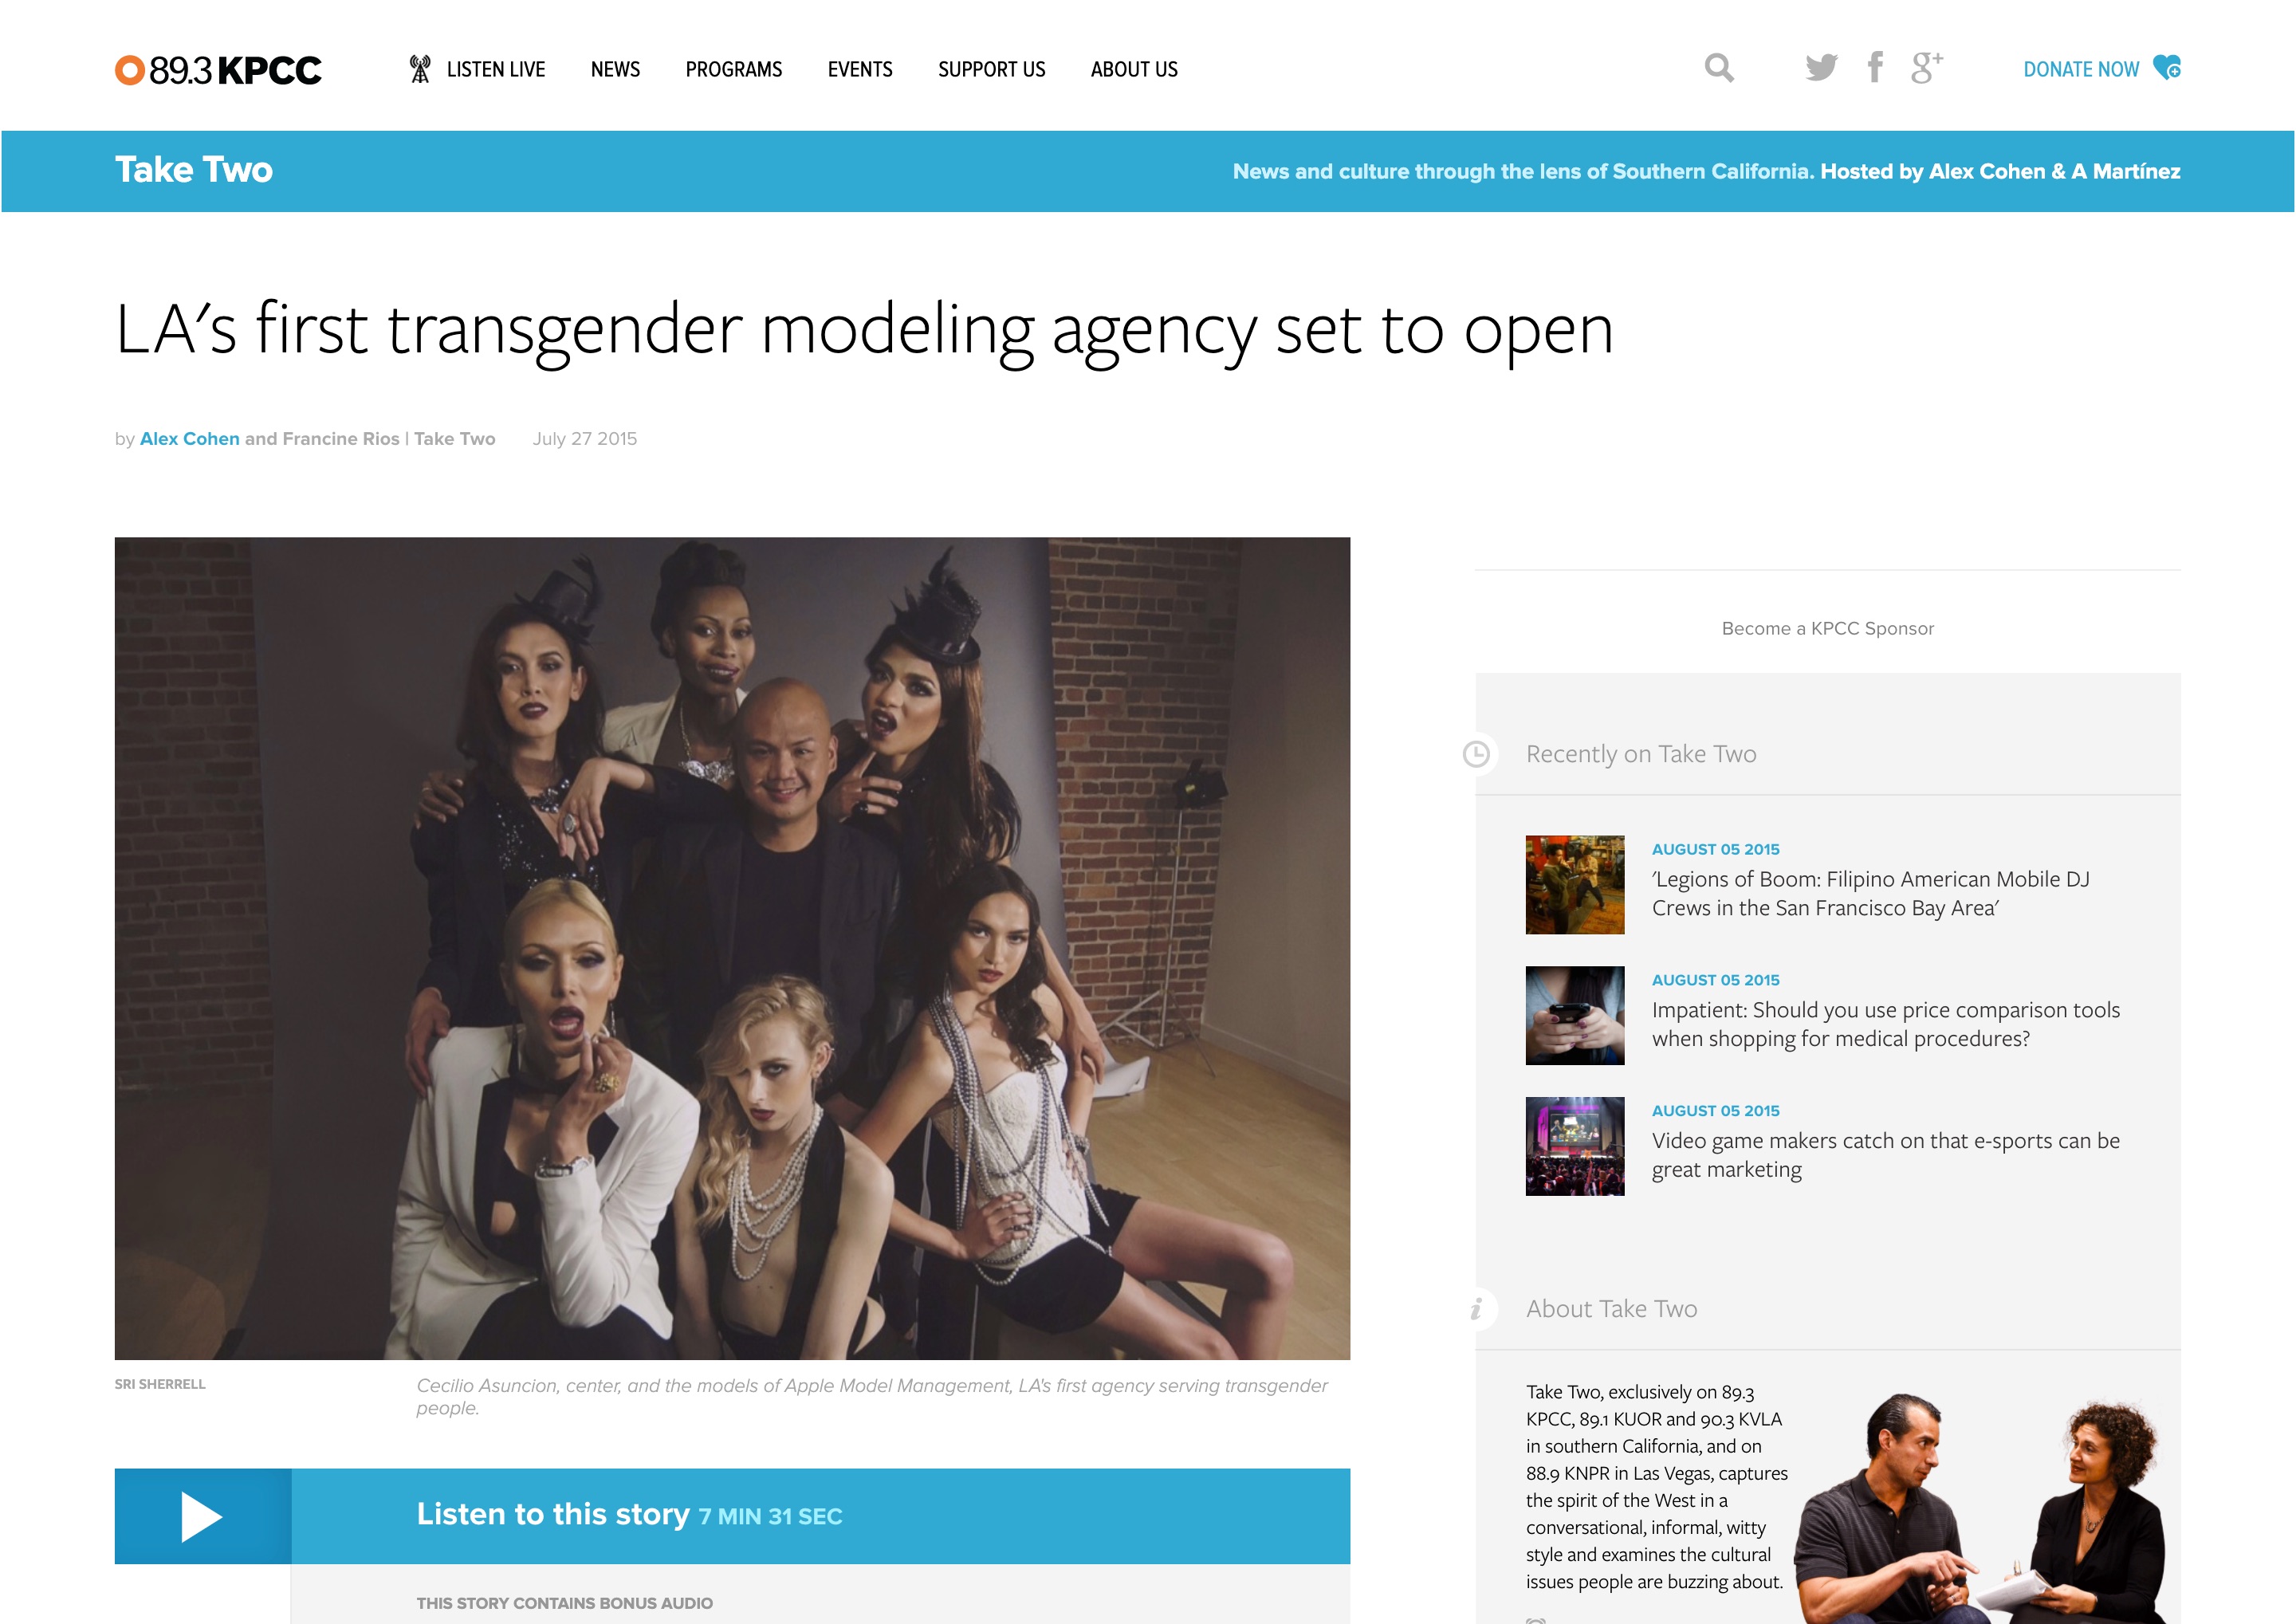 89.3 KPCC
LISTEN LIVE
NEWS
PROGRAMS
EVENTS
SUPPORT US
ABOUT US
g+
DONATE NOW
Take Two
News and culture through the lens of Southern California. Hosted by Alex Cohen & A Martínez
LA's first transgender modeling agency set to open
by Alex Cohen and Francine Rios | Take Two
July 27 2015
SRI SHERRELL
Cecilio Asuncion, center, and the models of Apple Model Management, LA's first agency serving transgender
people.
Listen to this story 7 MIN 31 SEC
THIS STORY CONTAINS BONUS AUDIO
Become a KPCC Sponsor
Recently on Take Two
AUGUST 05 2015
'Legions of Boom: Filipino American Mobile DJ
Crews in the San Francisco Bay Area'
AUGUST 05 2015
Impatient: Should you use price comparison tools
when shopping for medical procedures?
AUGUST 05 2015
Video game makers catch on that e-sports can be
great marketing
About Take Two
Take Two, exclusively on 89.3
KPCC, 89.1 KUOR and 90.3 KVLA
in southern California, and on
88.9 KNPR in Las Vegas, captures
the spirit of the West in a
conversational, informal, witty
style and examines the cultural
issues people are buzzing about.